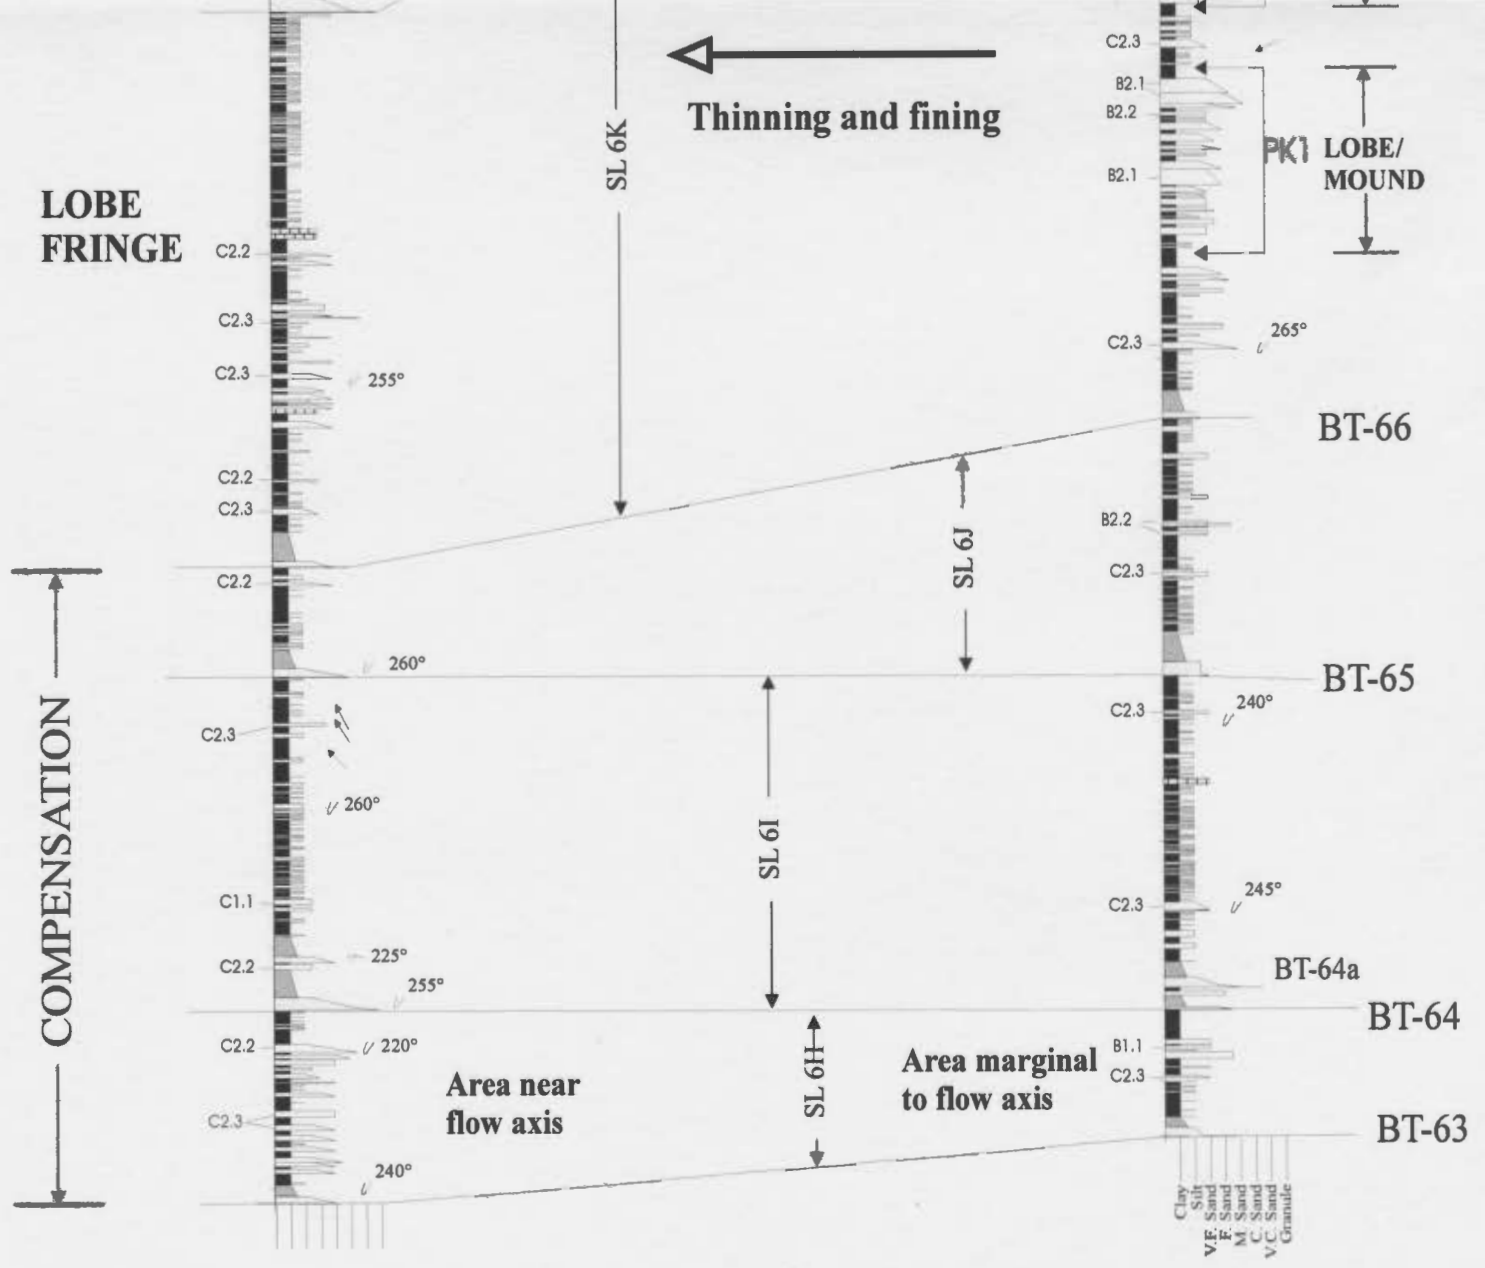 C2.3
Thinning and fining
B2.1
B2.2
B2.1
PK1
LOBE/
MOUND
SL 6K
LOBE
FRINGE
C2.2
C2.3
C2.3
255°
C2.2
C2.3
C2.2
260°
C2.3
260°
C1.1
225°
C2.2
255°
C2.2
220°
C2.3
240°
COMPENSATION
SL 6J
SL 6I
SL 6H
Area near
flow axis
Area marginal
to flow axis
C2.3
265°
BT-66
B2.2
C2.3
BT-65
C2.3
240°
C2.3
245°
BT-64a
BT-64
B1.1
C2.3
BT-63
Clay
Silt
V.F. Sand
F. Sand
M. Sand
C. Sand
V.C. Sand
Granule